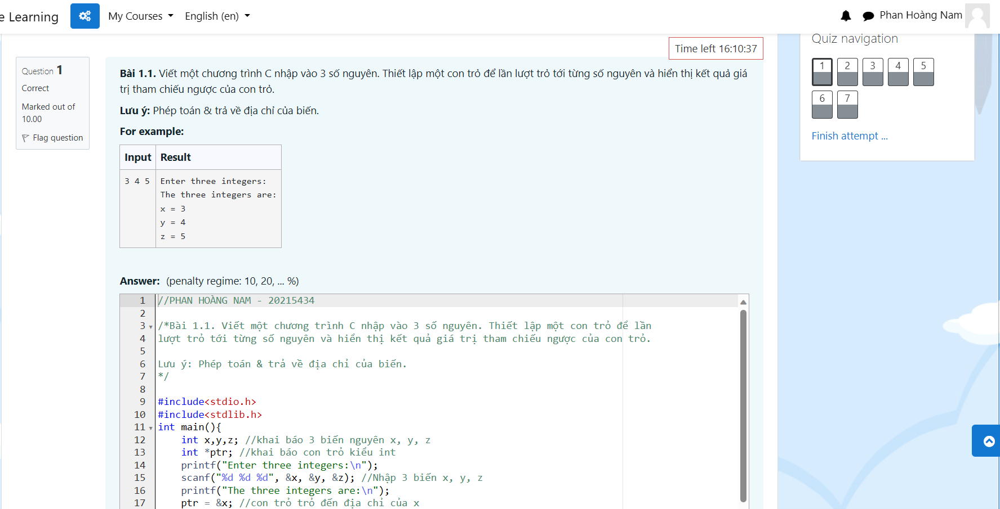 e Learning
My Courses
English (en)
Phan Hoàng Nam
Time left 16:10:37
Question 1
Correct
Marked out of
10.00
Flag question
Bài 1.1. Viết một chương trình C nhập vào 3 số nguyên. Thiết lập một con trỏ để lần lượt trỏ tới từng số nguyên và hiển thị kết quả giá
trị tham chiếu ngược của con trỏ.
Lưu ý: Phép toán & trả về địa chỉ của biến.
For example:
Input Result
3 4 5 Enter three integers:
The three integers are:
x = 3
y = 4
z = 5
Answer: (penalty regime: 10, 20, ... %)
1 //PHAN HOÀNG NAM - 20215434
2
3 /*Bài 1.1. Viết một chương trình C nhập vào 3 số nguyên. Thiết lập một con trỏ để lần
4 lượt trỏ tới từng số nguyên và hiển thị kết quả giá trị tham chiếu ngược của con trỏ.
5
6 Lưu ý: Phép toán & trả về địa chỉ của biến.
7 */
8
9 #include<stdio.h>
10 #include<stdlib.h>
11 int main(){
12 int x,y,z; //khai báo 3 biến nguyên x, y, z
13 int *ptr; //khai báo con trỏ kiểu int
14 printf("Enter three integers:\n");
15 scanf("%d %d %d", &x, &y, &z); //Nhập 3 biến x, y, z
16 printf("The three integers are:\n");
17 ptr = &x; //con trỏ trỏ đến địa chỉ của x
Quiz navigation
1 2 3 4 5
6 7
Finish attempt ...